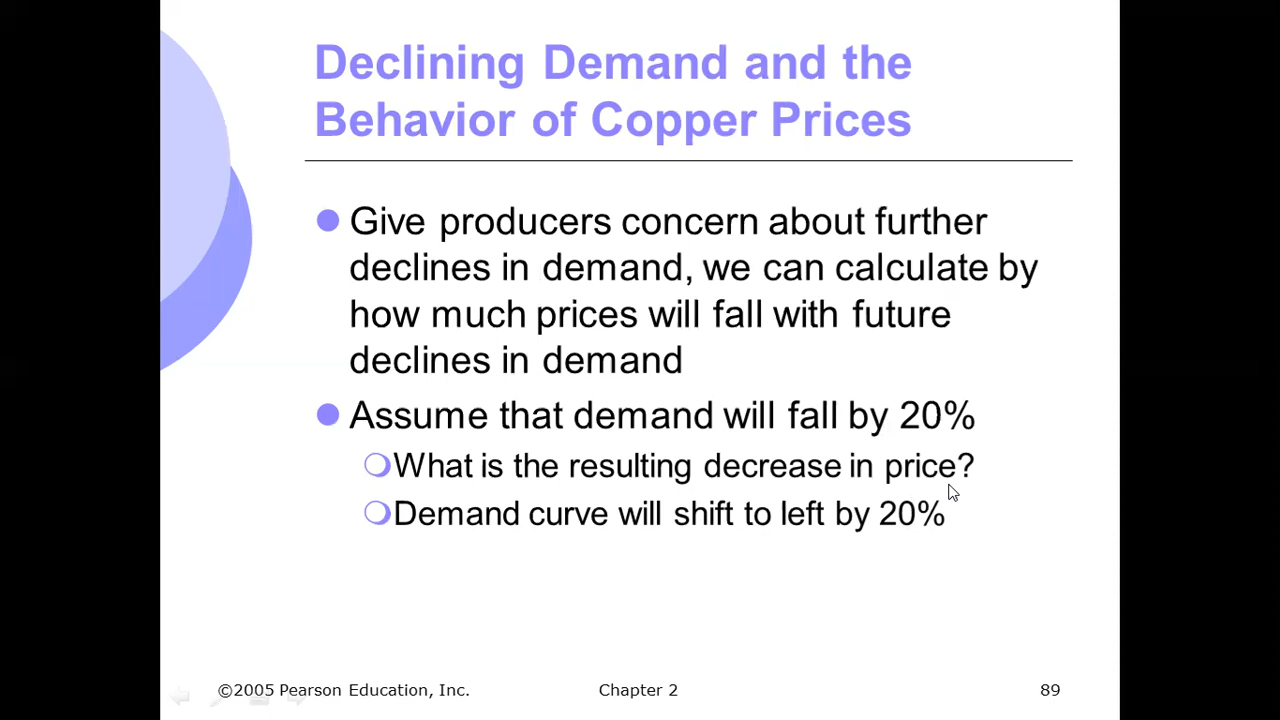 Declining Demand and the
Behavior of Copper Prices
Give producers concern about further
declines in demand, we can calculate by
how much prices will fall with future
declines in demand
Assume that demand will fall by 20%
What is the resulting decrease in price?
Demand curve will shift to left by 20%
©2005 Pearson Education, Inc.
Chapter 2
89